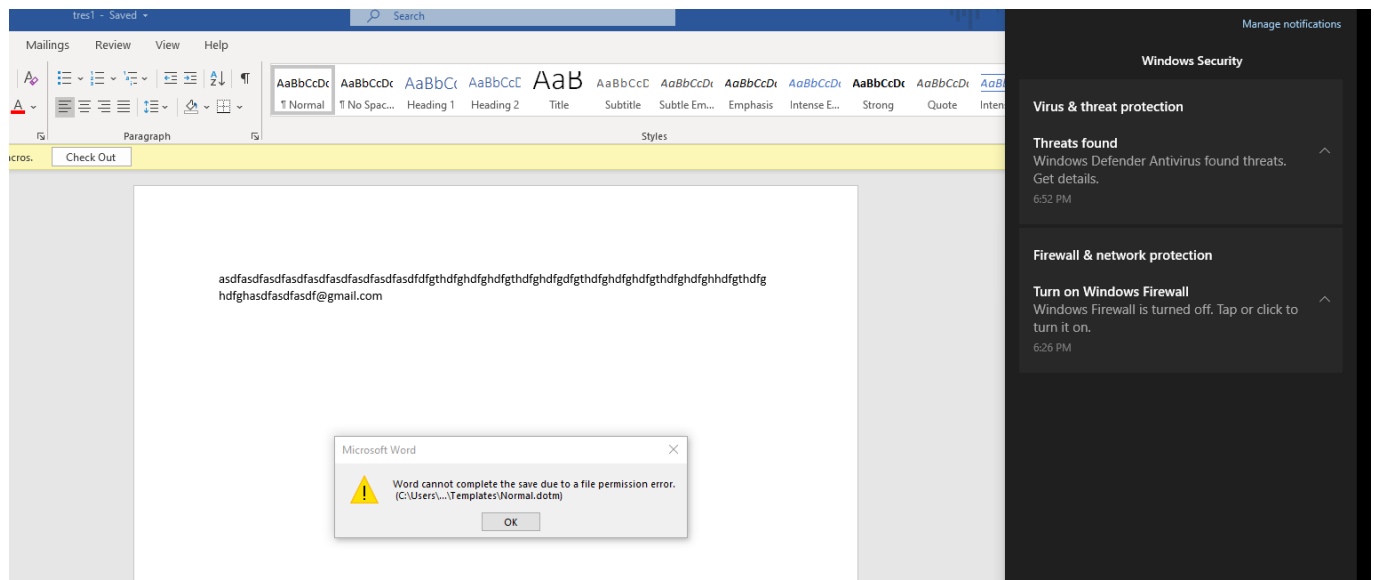 tres1 - Saved
Search
Mailings Review View Help
AaBbCcDc AaBbCcDc AaBbC AaBbCcE AaB AaBbCcD AaBbCcDc AaBbCcDc AaBbCcDc AaBbCcDc AaBbCcDc AaBl
¶ Normal ¶ No Spac... Heading 1 Heading 2 Title Subtitle Subtle Em... Emphasis Intense E... Strong Quote Inten
Paragraph Styles
Check Out
asdfasdfasdfasdfasdfasdfasdfasdfasdfdfgthdfghdfghdfgthdfghdfgdfgthdfghdfghdfgthdfghdfghhdfgthdfg
hdfghasdfasdfasdf@gmail.com
Microsoft Word
Word cannot complete the save due to a file permission error.
(C:\Users\...\Templates\Normal.dotm)
OK
Manage notifications
Windows Security
Virus & threat protection
Threats found
Windows Defender Antivirus found threats.
Get details.
6:52 PM
Firewall & network protection
Turn on Windows Firewall
Windows Firewall is turned off. Tap or click to
turn it on.
6:26 PM